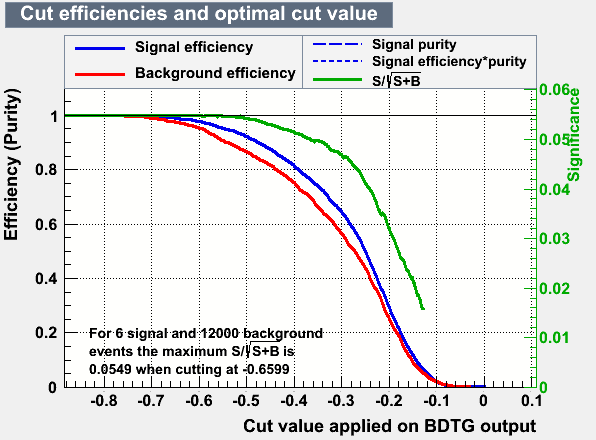 Cut efficiencies and optimal cut value
Signal efficiency
Background efficiency
Signal purity
Signal efficiency*purity
S/√S+B
Efficiency (Purity)
1
0.8
0.6
0.4
0.2
0
0.06
0.05
0.04
0.03
0.02
0.01
0
Significance
For 6 signal and 12000 background
events the maximum S/√S+B is
0.0549 when cutting at -0.6599
-0.8 -0.7 -0.6 -0.5 -0.4 -0.3 -0.2 -0.1 0 0.1
Cut value applied on BDTG output